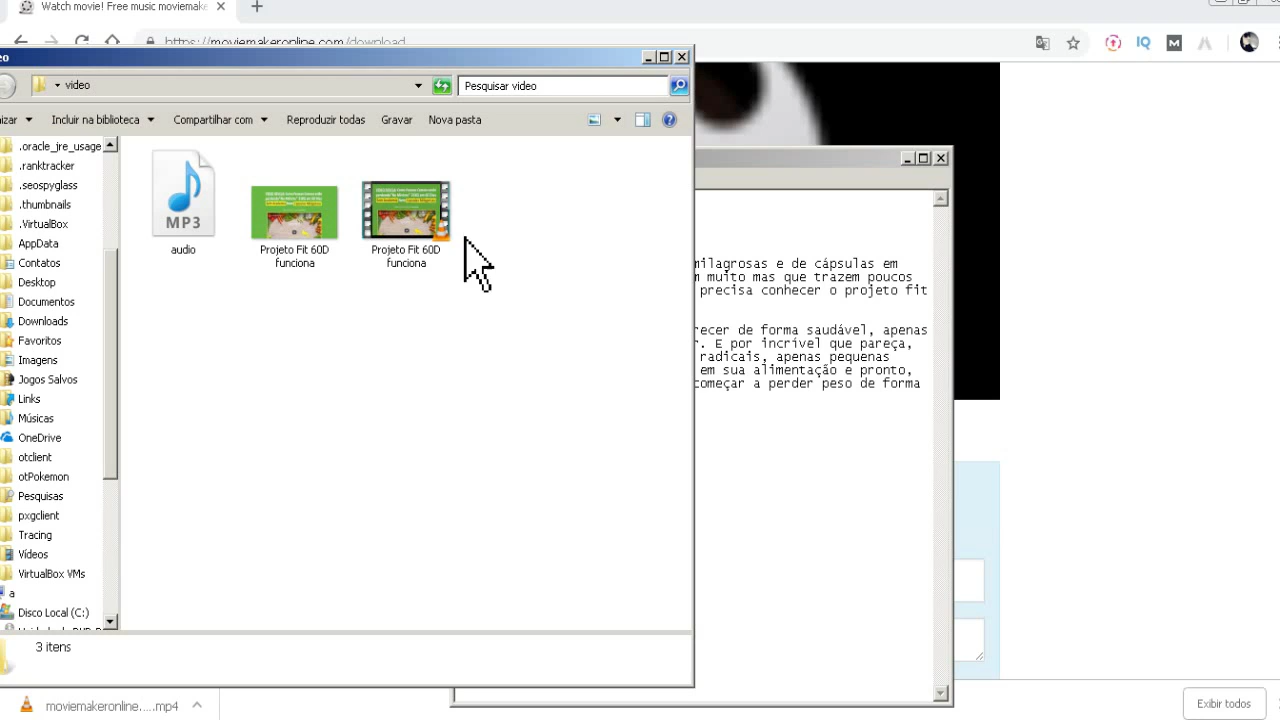 Watch movie! Free music moviemake
https://moviemakeronline.com/download
eo
video
Pesquisar video
izar
Incluir na biblioteca
Compartilhar com
Reproduzir todas
Gravar
Nova pasta
.oracle_jre_usage
.ranktracker
.seospyglass
.thumbnails
.VirtualBox
AppData
Contatos
Desktop
Documentos
Downloads
Favoritos
Imagens
Jogos Salvos
Links
Músicas
OneDrive
otclient
otPokemon
Pesquisas
pxgclient
Tracing
Vídeos
VirtualBox VMs
a
Disco Local (C:)
MP3
audio
Projeto Fit 60D
funciona
Projeto Fit 60D
funciona
3 itens
milagrosas e de cápsulas em
m muito mas que trazem poucos
precisa conhecer o projeto fit
recer de forma saudável, apenas
r. E por incrível que pareça,
radicais, apenas pequenas
em sua alimentação e pronto,
começar a perder peso de forma
moviemakeronline.....mp4
Exibir todos
IQ
M